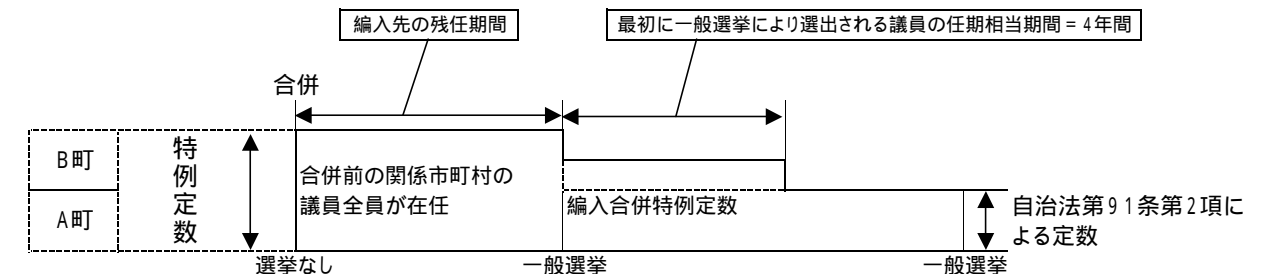 編入先の残任期間
最初に一般選挙により選出される議員の任期相当期間=4年間
合併
B町
A町
特例定数
合併前の関係市町村の
議員全員が在任
編入合併特例定数
自治法第91条第2項に
よる定数
選挙なし
一般選挙
一般選挙